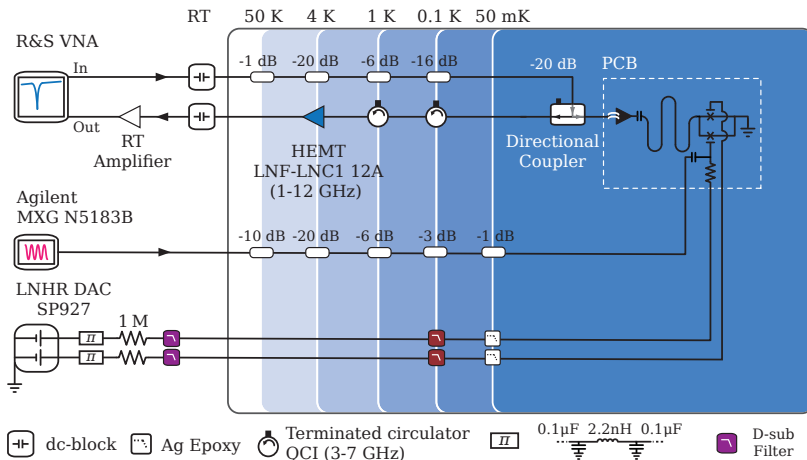 RT 50 K 4 K 1 K 0.1 K 50 mK
R&S VNA
In
Out
-1 dB -20 dB -6 dB -16 dB -20 dB
PCB
RT
Amplifier
HEMT
LNF-LNC1 12A
(1-12 GHz)
Directional
Coupler
Agilent
MXG N5183B
-10 dB -20 dB -6 dB -3 dB -1 dB
LNHR DAC
SP927
1 M
π
π
dc-block
Ag Epoxy
Terminated circulator
QCI (3-7 GHz)
π
0.1µF 2.2nH 0.1µF
D-sub
Filter